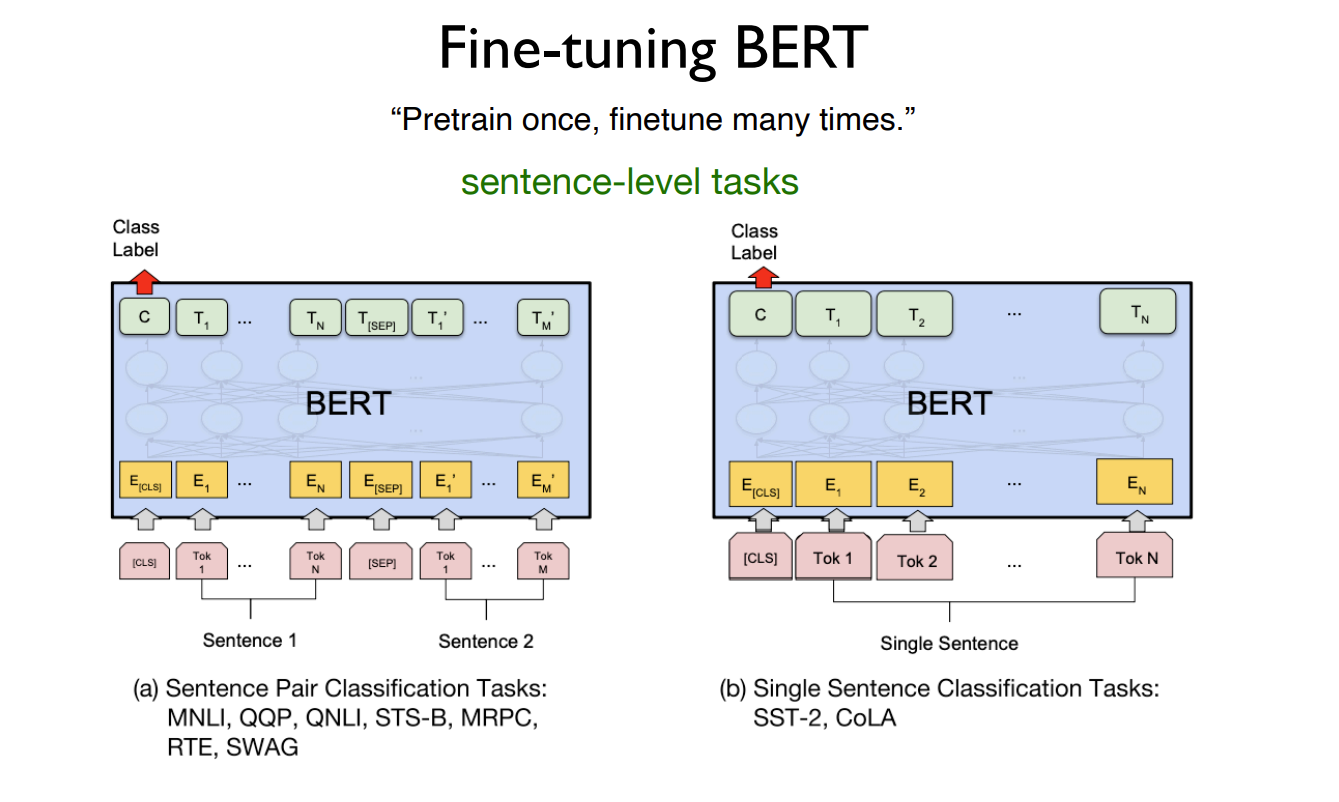 Fine-tuning BERT
“Pretrain once, finetune many times.”
sentence-level tasks
Class
Label
C
T1
...
TN
T[SEP]
T1'
...
TM'
...
BERT
...
E[CLS]
E1
...
EN
E[SEP]
E1'
...
EM'
[CLS]
Tok
1
...
Tok
N
[SEP]
Tok
1
...
Tok
M
Sentence 1
Sentence 2
(a) Sentence Pair Classification Tasks:
MNLI, QQP, QNLI, STS-B, MRPC,
RTE, SWAG
Class
Label
C
T1
T2
...
TN
...
BERT
...
E[CLS]
E1
E2
...
EN
[CLS]
Tok 1
Tok 2
...
Tok N
Single Sentence
(b) Single Sentence Classification Tasks:
SST-2, CoLA